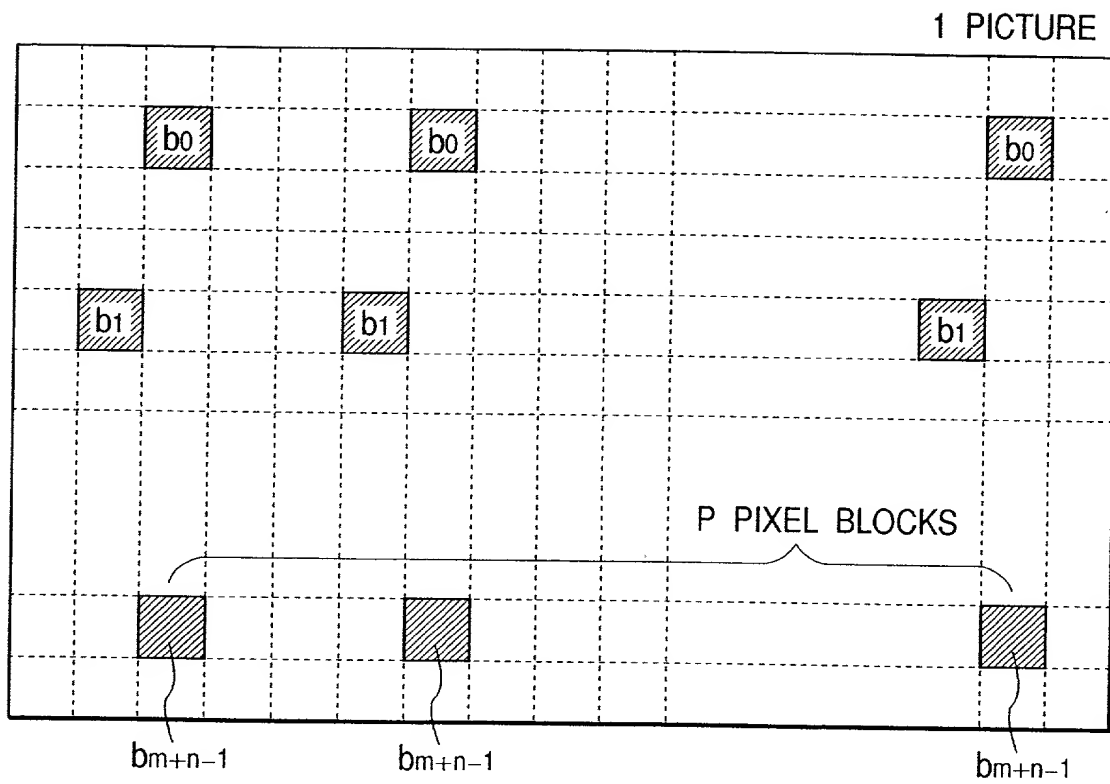 1 PICTURE
b0 b0 b0
b1 b1 b1
P PIXEL BLOCKS
bm+n-1 bm+n-1 bm+n-1